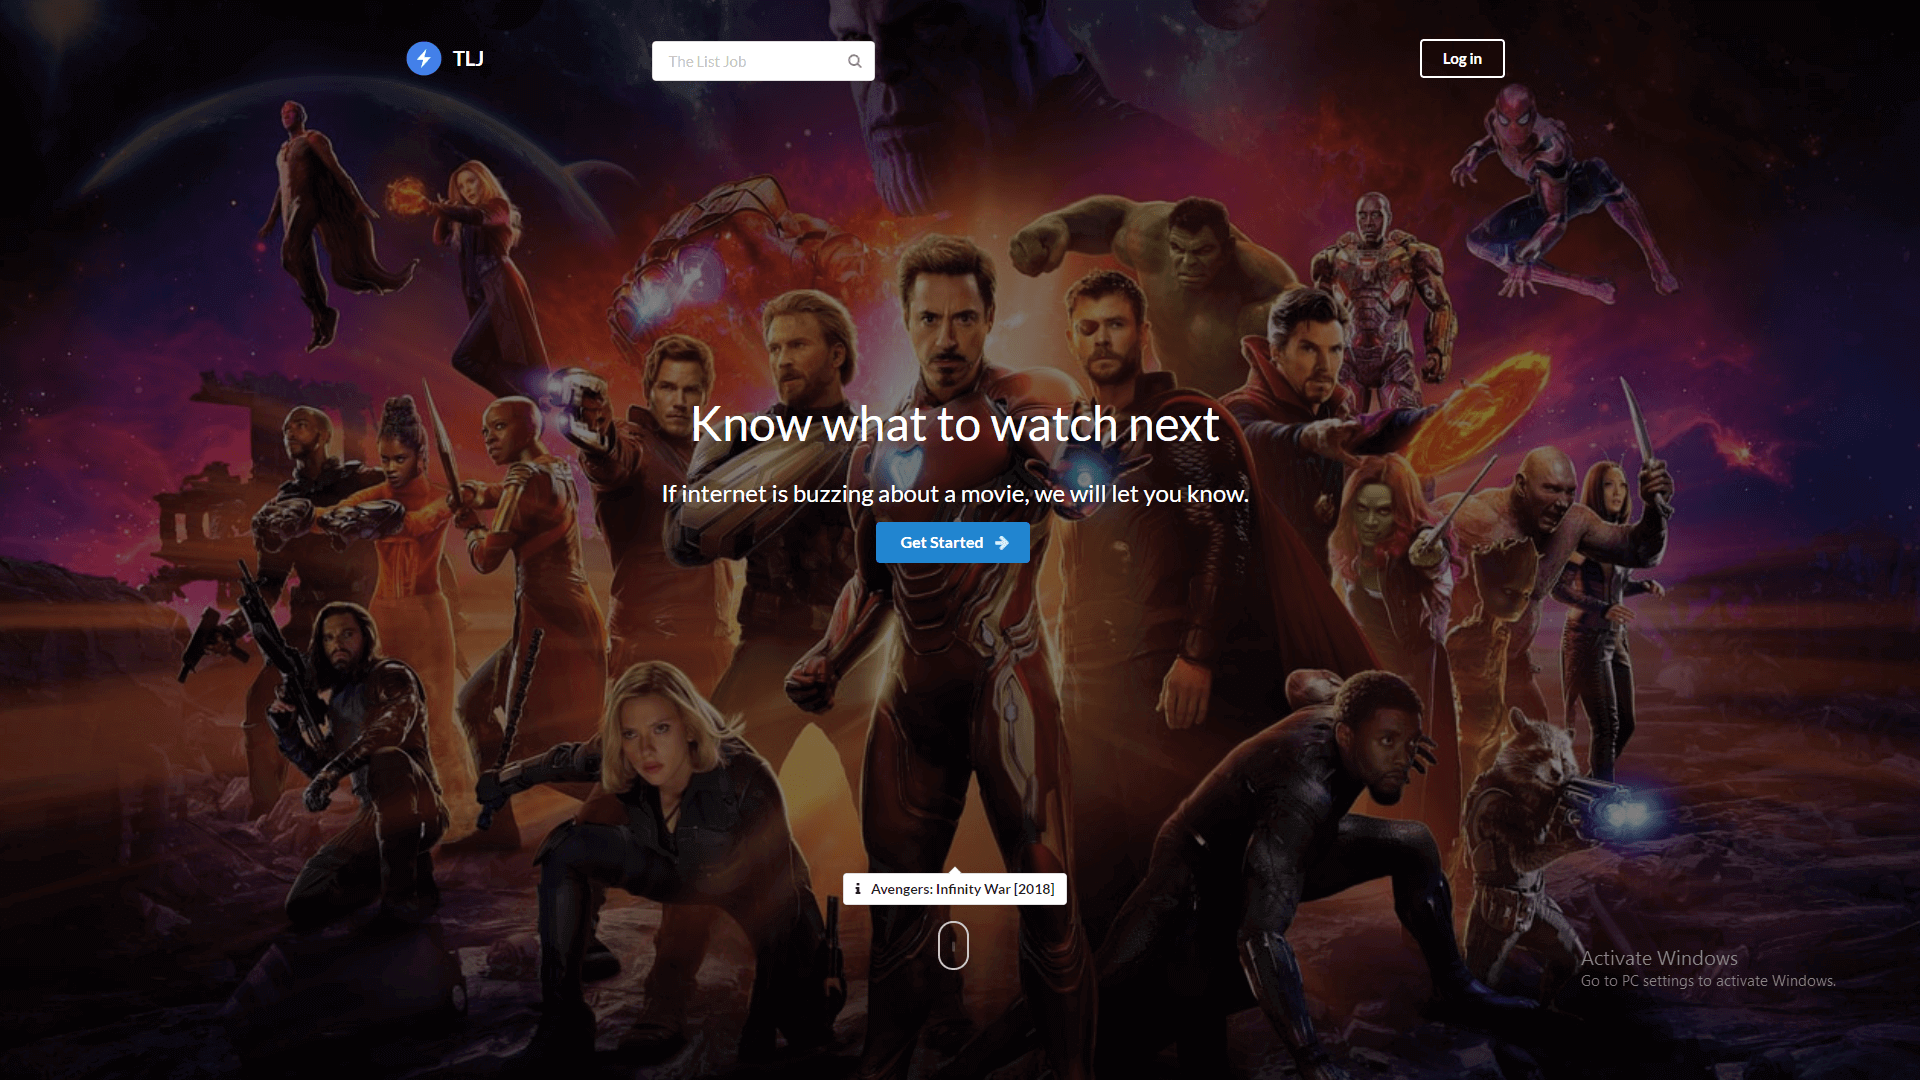 TLJ
The List Job
Log in
Know what to watch next
If internet is buzzing about a movie, we will let you know.
Get Started
Avengers: Infinity War [2018]
Activate Windows
Go to PC settings to activate Windows.